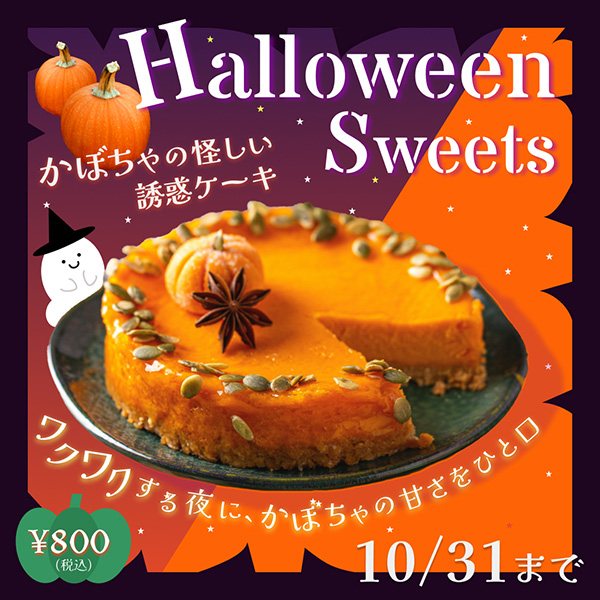 Halloween
Sweets
かぼちゃの怪しい
誘惑ケーキ
ワクワクする夜に、かぼちゃの甘さをひと口
¥800
(税込)
10/31まで